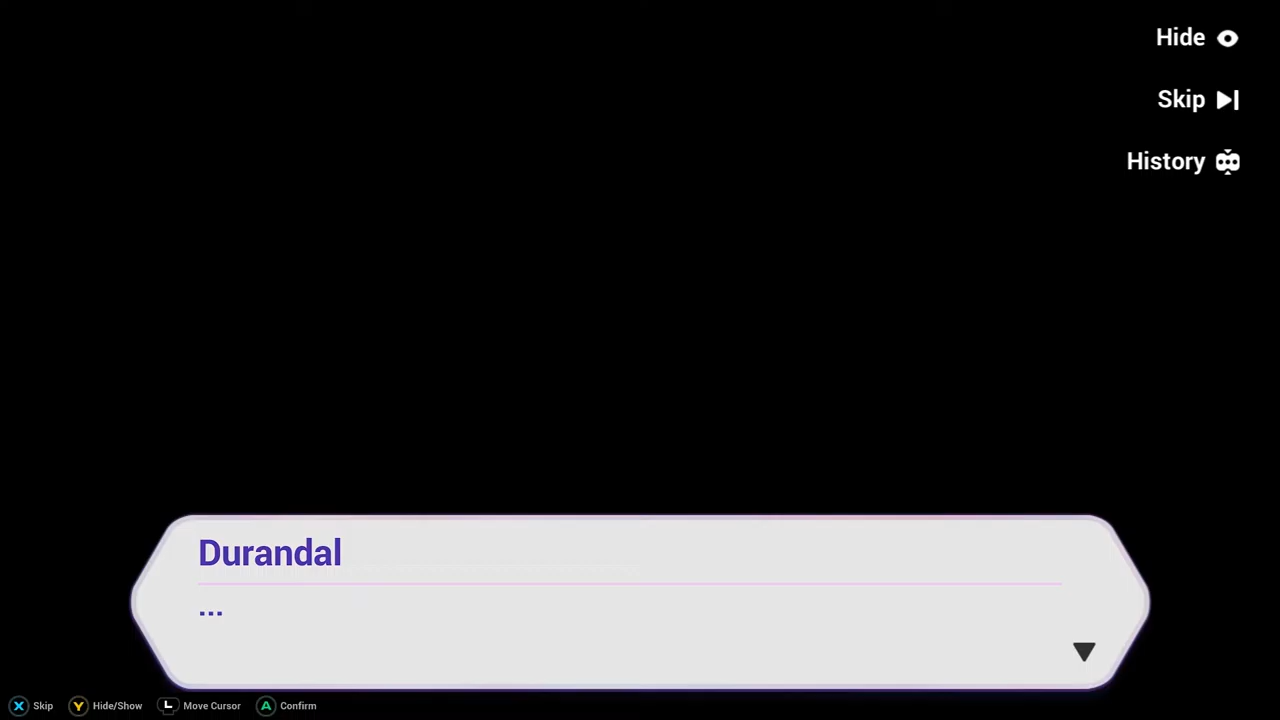 Hide
Skip
History
Durandal
...
X Skip Y Hide/Show L Move Cursor A Confirm